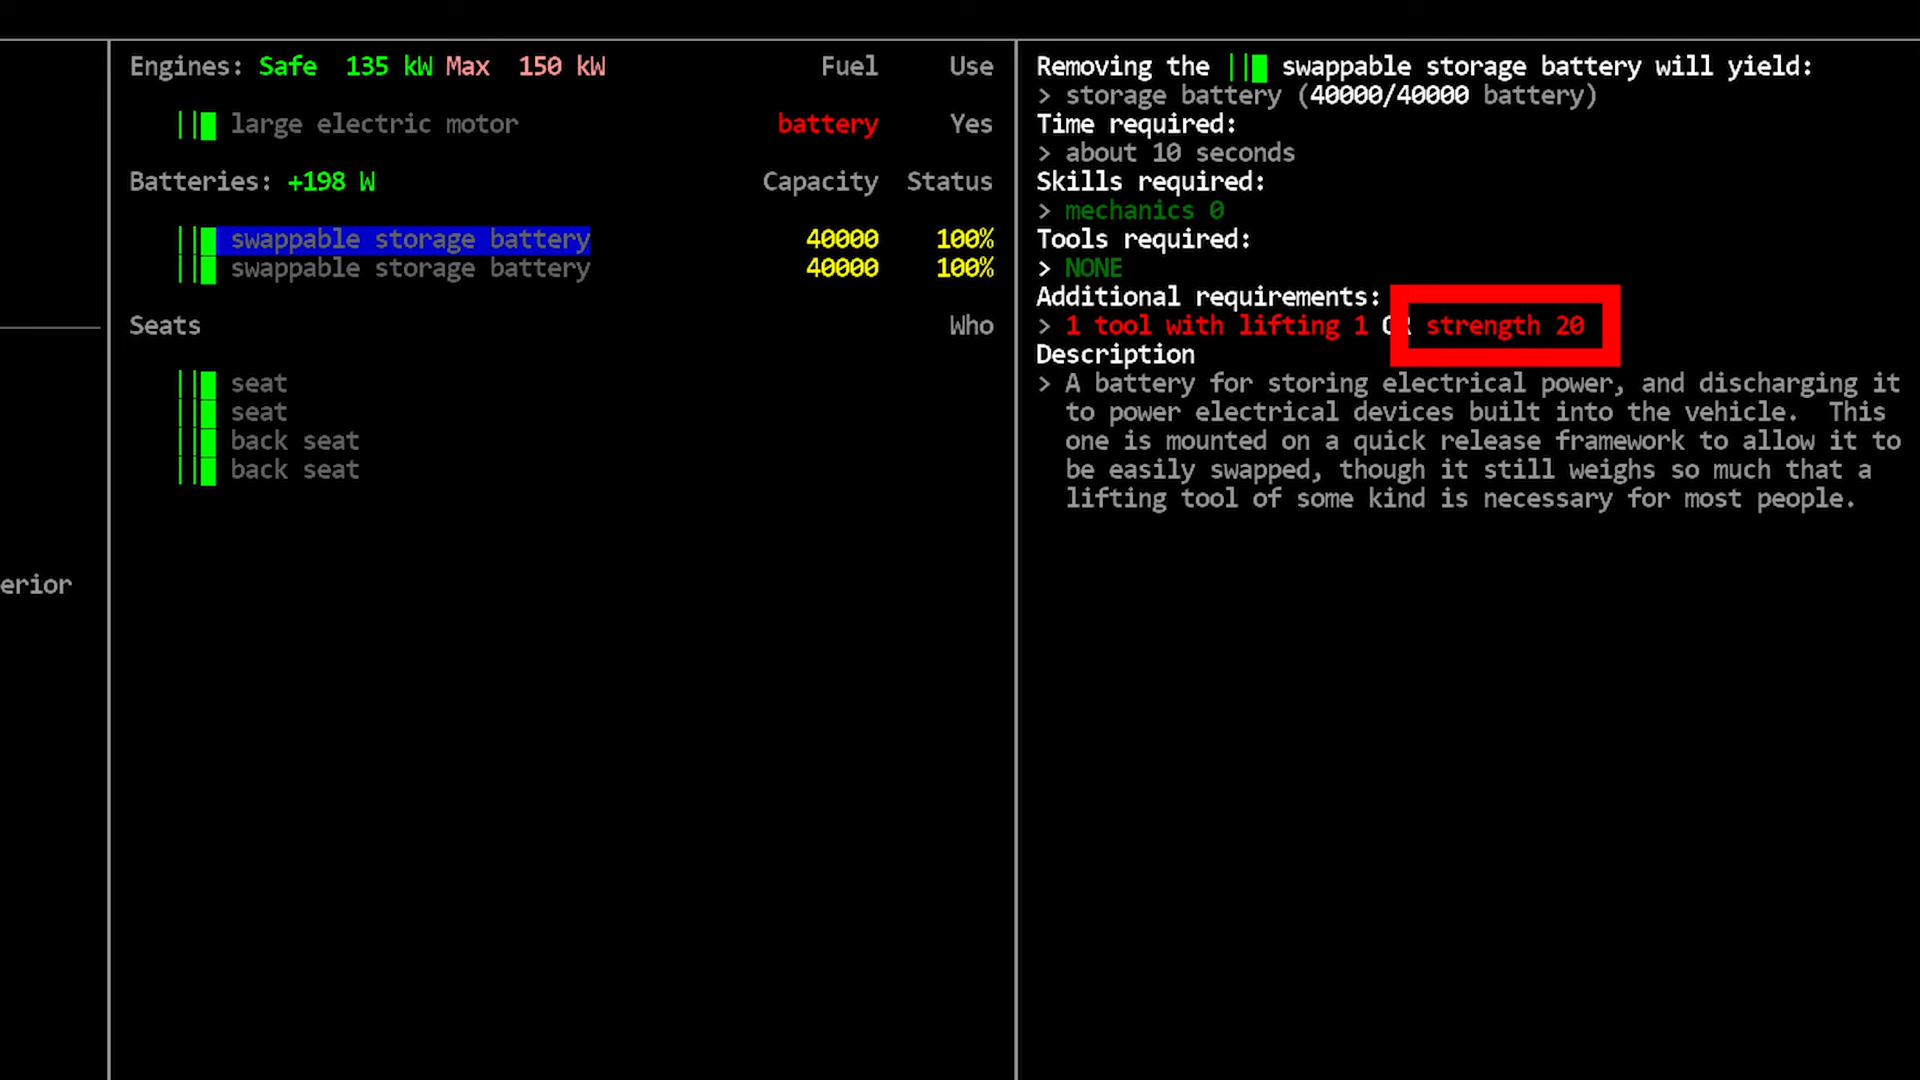 Engines: Safe 135 kW Max 150 kW Fuel Use
large electric motor battery Yes
Batteries: +198 W Capacity Status
swappable storage battery 40000 100%
swappable storage battery 40000 100%
Seats Who
seat
seat
back seat
back seat
erior
Removing the swappable storage battery will yield:
> storage battery (40000/40000 battery)
Time required:
> about 10 seconds
Skills required:
> mechanics 0
Tools required:
> NONE
Additional requirements:
> 1 tool with lifting 1 OR strength 20
Description
> A battery for storing electrical power, and discharging it
to power electrical devices built into the vehicle. This
one is mounted on a quick release framework to allow it to
be easily swapped, though it still weighs so much that a
lifting tool of some kind is necessary for most people.